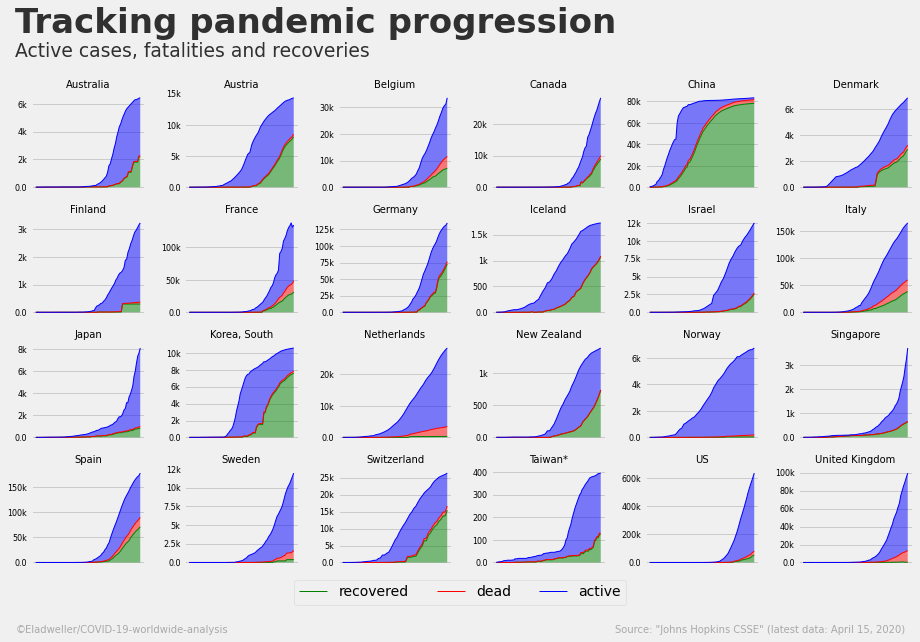 Tracking pandemic progression
Active cases, fatalities and recoveries
Australia Austria Belgium Canada China Denmark
6k 4k 2k 0.0
15k 10k 5k 0.0
30k 20k 10k 0.0
20k 10k 0.0
80k 60k 40k 20k 0.0
6k 4k 2k 0.0
Finland France Germany Iceland Israel Italy
3k 2k 1k 0.0
100k 50k 0.0
125k 100k 75k 50k 25k 0.0
1.5k 1k 500 0.0
12k 10k 7.5k 5k 2.5k 0.0
150k 100k 50k 0.0
Japan Korea, South Netherlands New Zealand Norway Singapore
8k 6k 4k 2k 0.0
10k 8k 6k 4k 2k 0.0
20k 10k 0.0
1k 500 0.0
6k 4k 2k 0.0
3k 2k 1k 0.0
Spain Sweden Switzerland Taiwan* US United Kingdom
150k 100k 50k 0.0
12k 10k 7.5k 5k 2.5k 0.0
25k 20k 15k 10k 5k 0.0
400 300 200 100 0.0
600k 400k 200k 0.0
100k 80k 60k 40k 20k 0.0
recovered dead active
©Eladweller/COVID-19-worldwide-analysis
Source: "Johns Hopkins CSSE" (latest data: April 15, 2020)